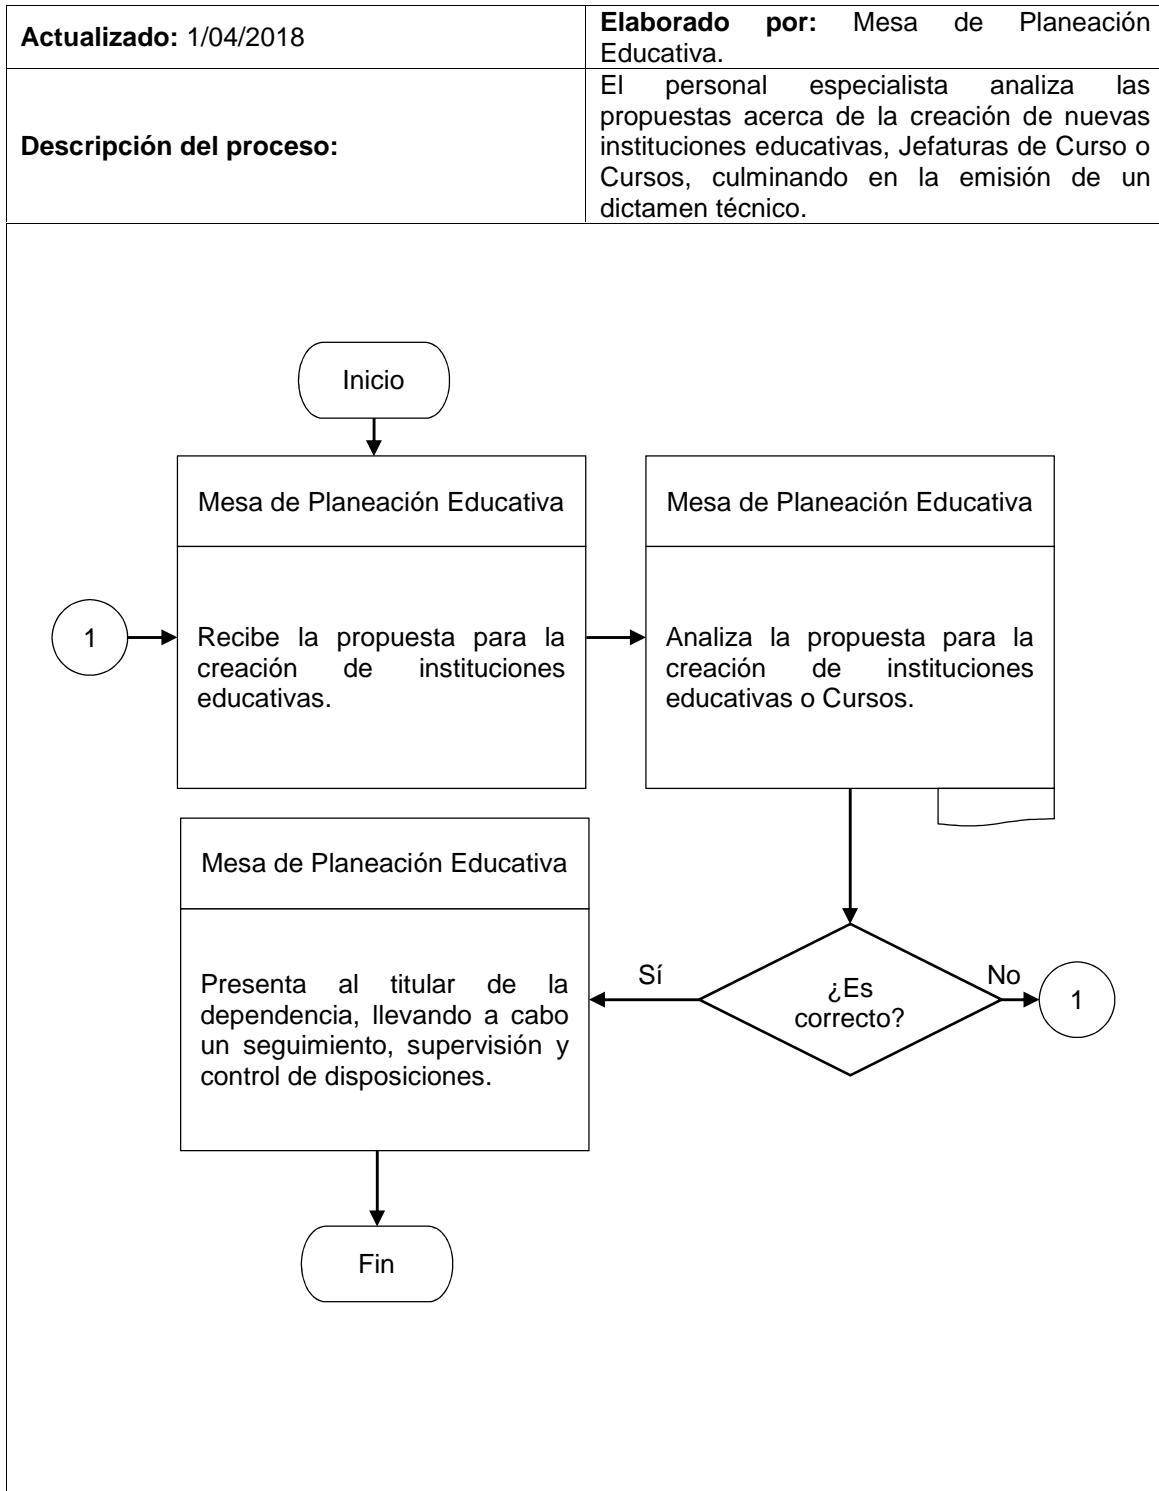 Actualizado: 1/04/2018
Elaborado por: Mesa de Planeación
Educativa.
Descripción del proceso:
El personal especialista analiza las
propuestas acerca de la creación de nuevas
instituciones educativas, Jefaturas de Curso o
Cursos, culminando en la emisión de un
dictamen técnico.
Inicio
Mesa de Planeación Educativa
1
Recibe la propuesta para la
creación de instituciones
educativas.
Mesa de Planeación Educativa
Analiza la propuesta para la
creación de instituciones
educativas o Cursos.
¿Es
correcto?
No
1
Sí
Mesa de Planeación Educativa
Presenta al titular de la
dependencia, llevando a cabo
un seguimiento, supervisión y
control de disposiciones.
Fin